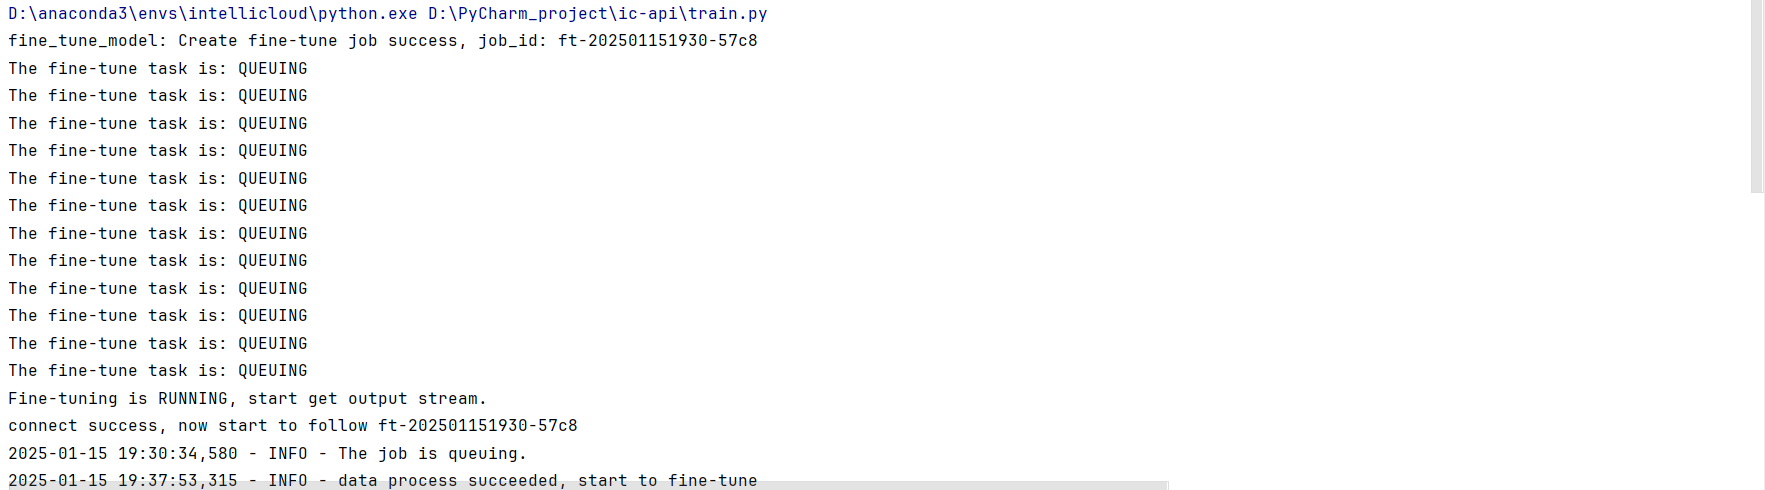 D:\anaconda3\envs\intellicloud\python.exe D:\PyCharm_project\ic-api\train.py
fine_tune_model: Create fine-tune job success, job_id: ft-202501151930-57c8
The fine-tune task is: QUEUING
The fine-tune task is: QUEUING
The fine-tune task is: QUEUING
The fine-tune task is: QUEUING
The fine-tune task is: QUEUING
The fine-tune task is: QUEUING
The fine-tune task is: QUEUING
The fine-tune task is: QUEUING
The fine-tune task is: QUEUING
The fine-tune task is: QUEUING
The fine-tune task is: QUEUING
The fine-tune task is: QUEUING
Fine-tuning is RUNNING, start get output stream.
connect success, now start to follow ft-202501151930-57c8
2025-01-15 19:30:34,580 - INFO - The job is queuing.
2025-01-15 19:37:53,315 - INFO - data process succeeded, start to fine-tune